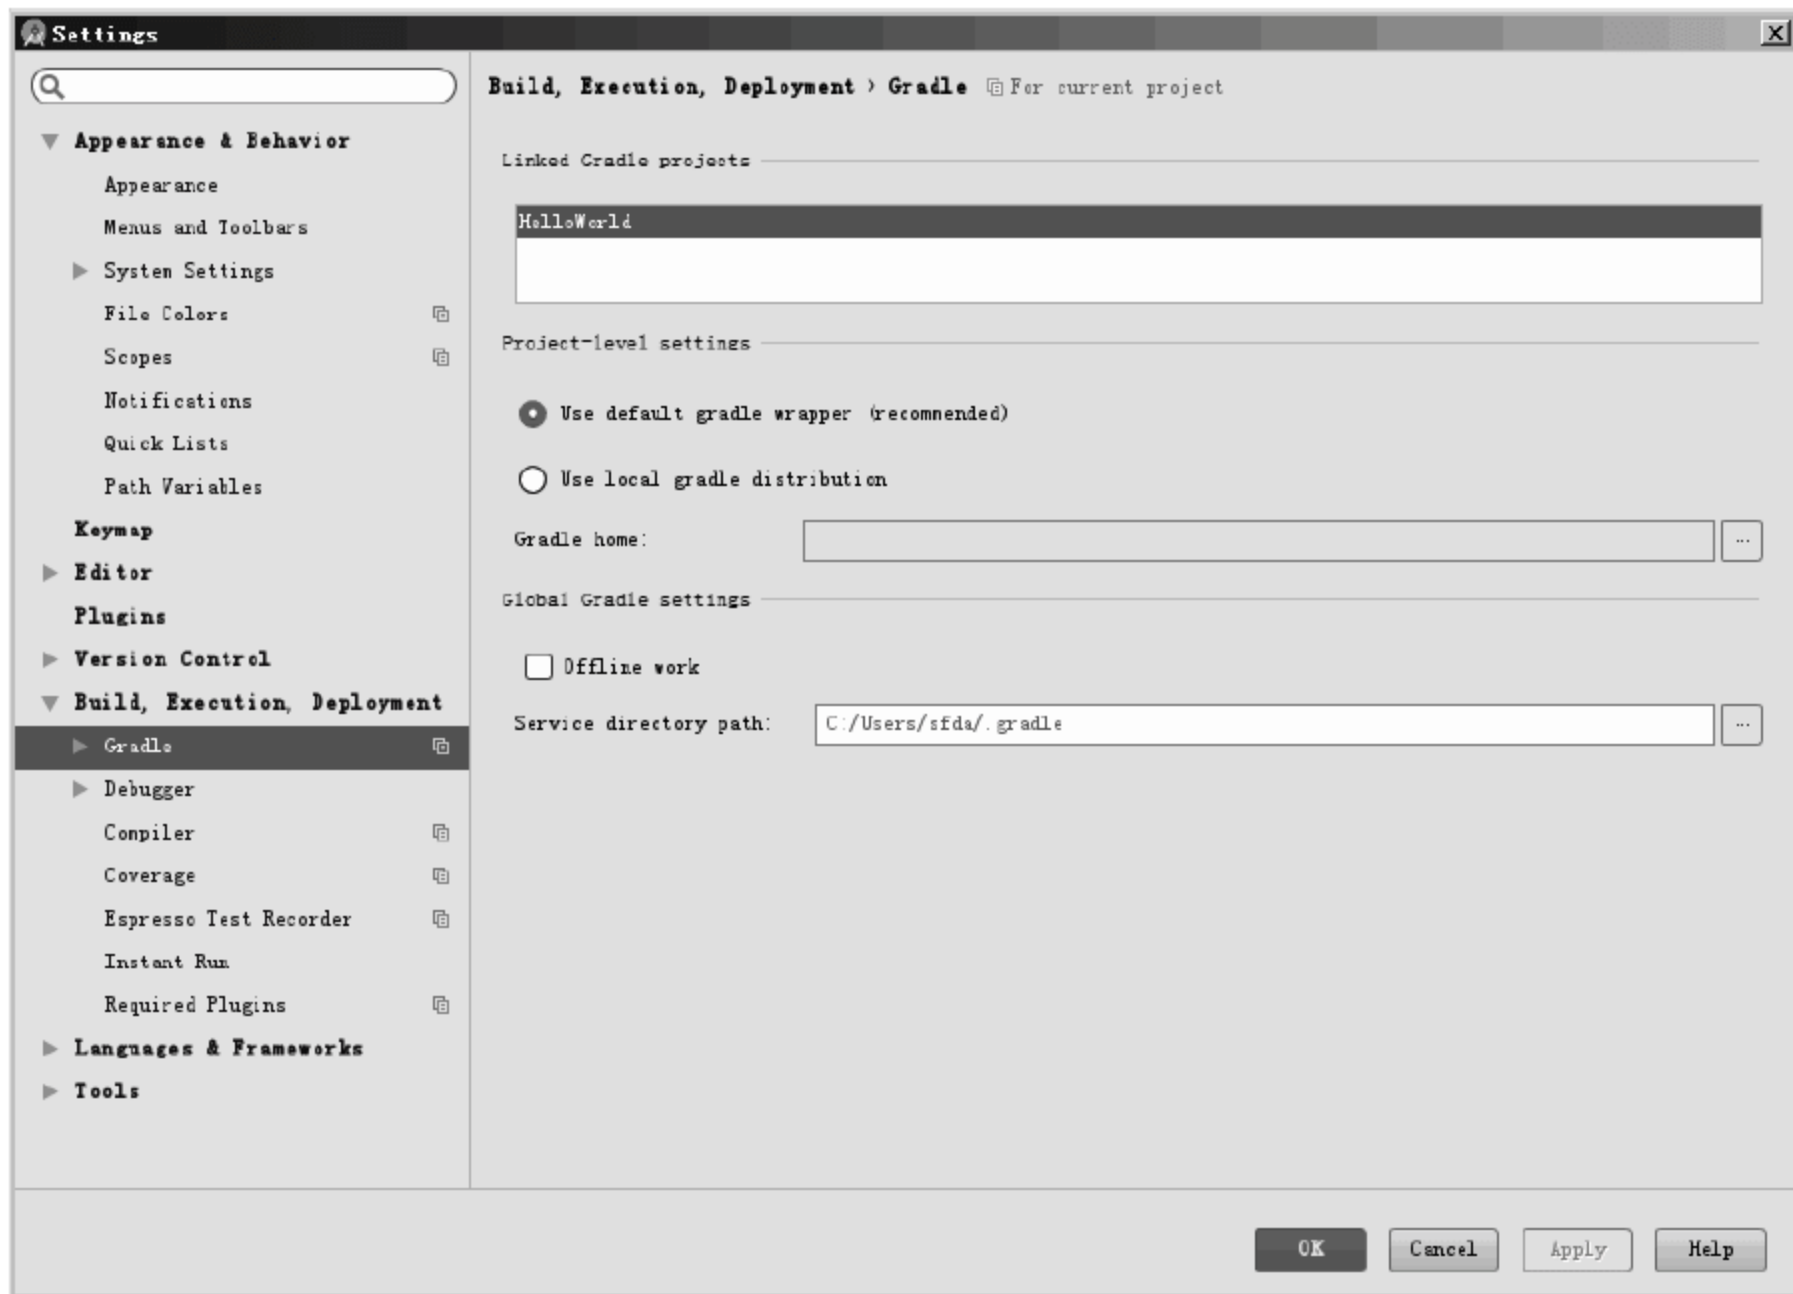 Settings
Appearance & Behavior
Appearance
Menus and Toolbars
System Settings
File Colors
Scopes
Notifications
Quick Lists
Path Variables
Keymap
Editor
Plugins
Version Control
Build, Execution, Deployment
Gradle
Debugger
Compiler
Coverage
Espresso Test Recorder
Instant Run
Required Plugins
Languages & Frameworks
Tools
Build, Execution, Deployment › Gradle For current project
Linked Gradle projects
HelloWorld
Project-level settings
Use default gradle wrapper (recommended)
Use local gradle distribution
Gradle home:
...
Global Gradle settings
Offline work
Service directory path: C:/Users/sfda/.gradle ...
OK Cancel Apply Help